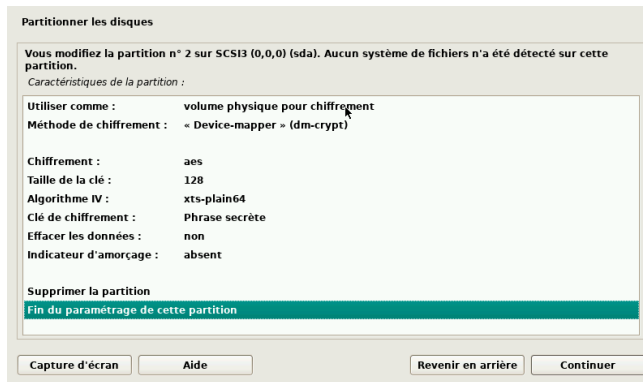 Partitionner les disques
Vous modifiez la partition n° 2 sur SCSI3 (0,0,0) (sda). Aucun système de fichiers n'a été détecté sur cette
partition.
Caractéristiques de la partition :
Utiliser comme : volume physique pour chiffrement
Méthode de chiffrement : « Device-mapper » (dm-crypt)
Chiffrement : aes
Taille de la clé : 128
Algorithme IV : xts-plain64
Clé de chiffrement : Phrase secrète
Effacer les données : non
Indicateur d'amorçage : absent
Supprimer la partition
Fin du paramétrage de cette partition
Capture d'écran Aide Revenir en arrière Continuer